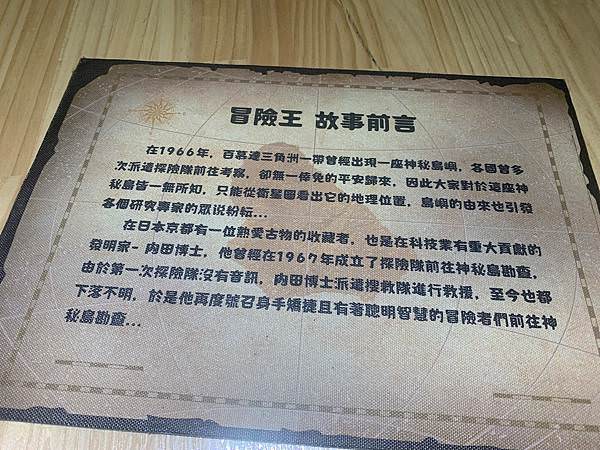 冒險王 故事前言
在1966年，百慕達三角洲一帶曾經出現一座神秘島嶼，各國曾多
次派遣探險隊前往考察，卻無一倖免的平安歸來，因此大家對於這座神
秘島皆一無所知，只能從衛星圖看出它的地理位置，島嶼的由來也引發
各個研究專家的眾说粉紜...
在日本京都有一位熱愛古物的收藏者，也是在科技業有重大貢獻的
發明家-內田博士，他曾經在1967年成立了探險隊前往神秘島勘查，
由於第一次探險隊沒有音訊，內田博士派遣搜救隊進行救援，至今也都
下落不明，於是他再度號召身手矯捷且有著聰明智慧的冒險者們前往神
秘島勘查...